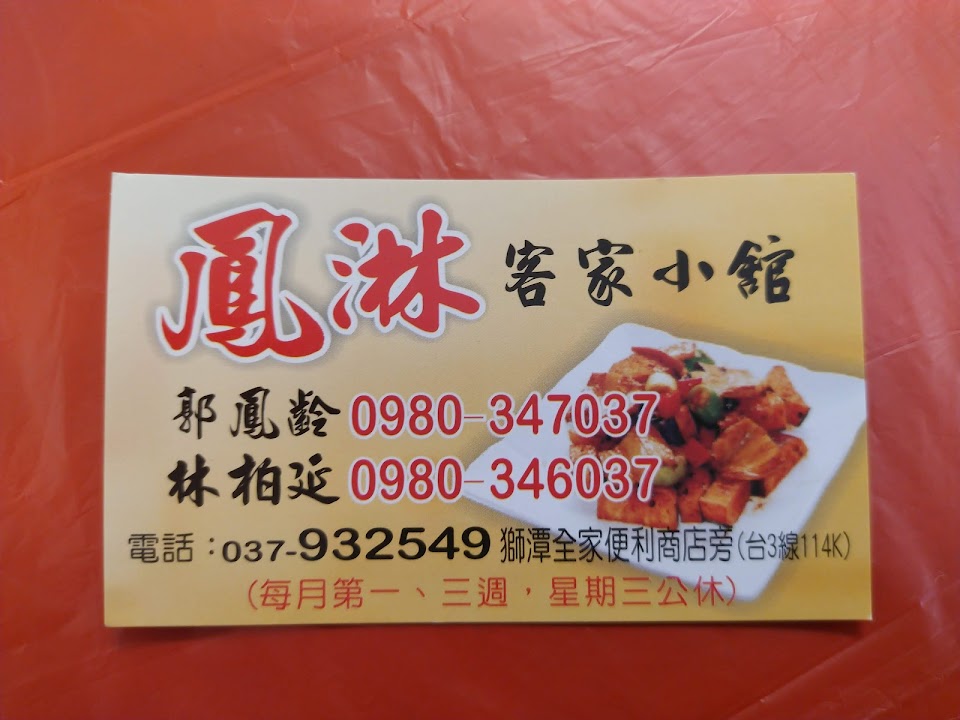 鳳淋 客家小館
郭鳳齡 0980-347037
林柏延 0980-346037
電話：037-932549 獅潭全家便利商店旁(台3線114K)
(每月第一、三週，星期三公休)